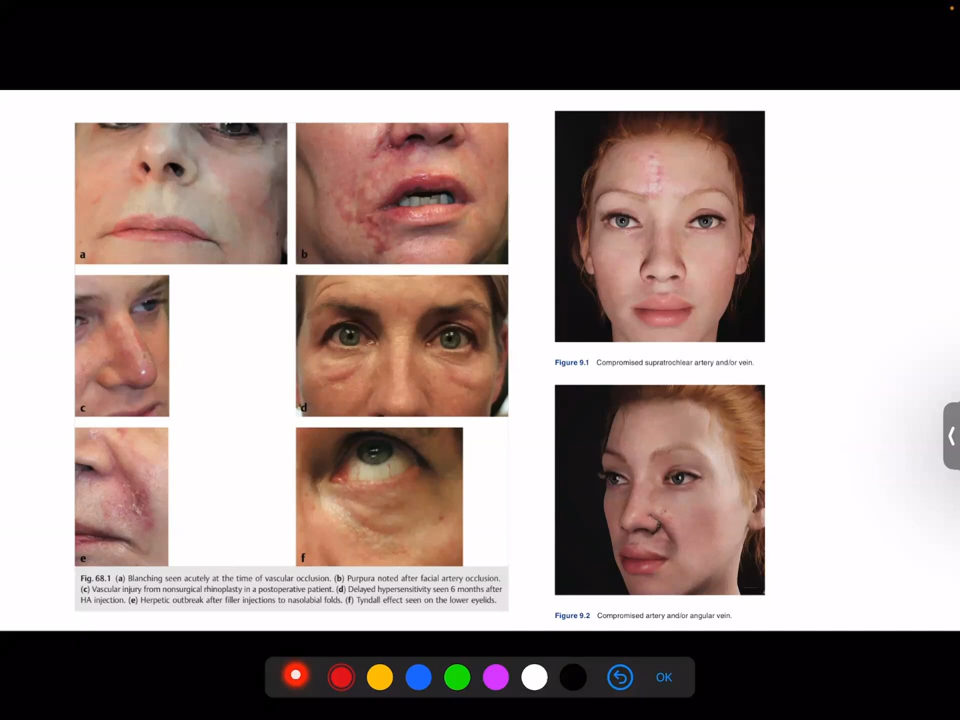 a
b
c
d
e
f
Fig. 68.1 (a) Blanching seen acutely at the time of vascular occlusion. (b) Purpura noted after facial artery occlusion.
(c) Vascular injury from nonsurgical rhinoplasty in a postoperative patient. (d) Delayed hypersensitivity seen 6 months after
HA injection. (e) Herpetic outbreak after filler injections to nasolabial folds. (f) Tyndall effect seen on the lower eyelids.
Figure 9.1 Compromised supratrochlear artery and/or vein.
Figure 9.2 Compromised artery and/or angular vein.
OK